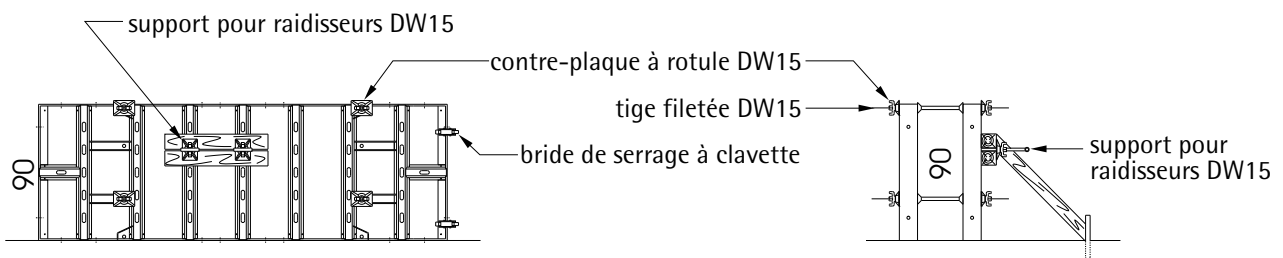 support pour raidisseurs DW15
contre-plaque à rotule DW15
tige filetée DW15
bride de serrage à clavette
90
90
support pour
raidisseurs DW15